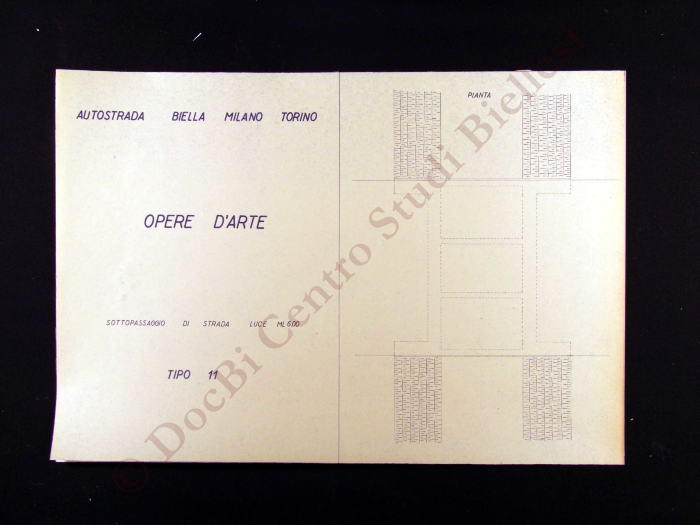 AUTOSTRADA BIELLA MILANO TORINO
OPERE D'ARTE
SOTTOPASSAGGIO DI STRADA LUCE ML 6.00
TIPO 11
PIANTA
© DocBi Centro Studi Biellesi